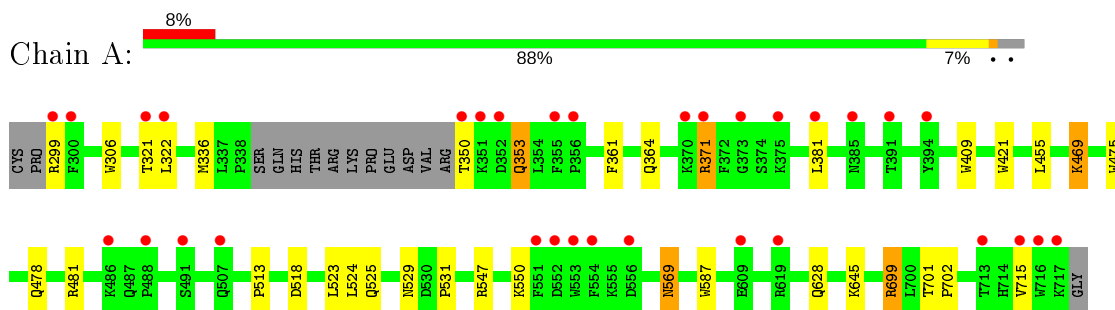 8%
Chain A:
88% 7% • •
CYS PRO R299 F300 W306 T321 L322 M336 L337 P338 SER GLN HIS THR ARG LYS PRO GLU ASP VAL ARG T350 K351 D352 Q353 L354 F355 P356 F361 Q364 K370 R371 F372 G373 S374 K375 L381 N385 T391 Y394 W409 W421 L455 K469 W475
Q478 R481 K486 Q487 P488 S491 Q507 P513 D518 L523 L524 Q525 N529 D530 P531 R547 K550 F551 D552 W553 F554 K555 D556 N569 W587 E609 R619 Q628 K645 R699 L700 T701 P702 T713 H714 V715 W716 K717 GLY